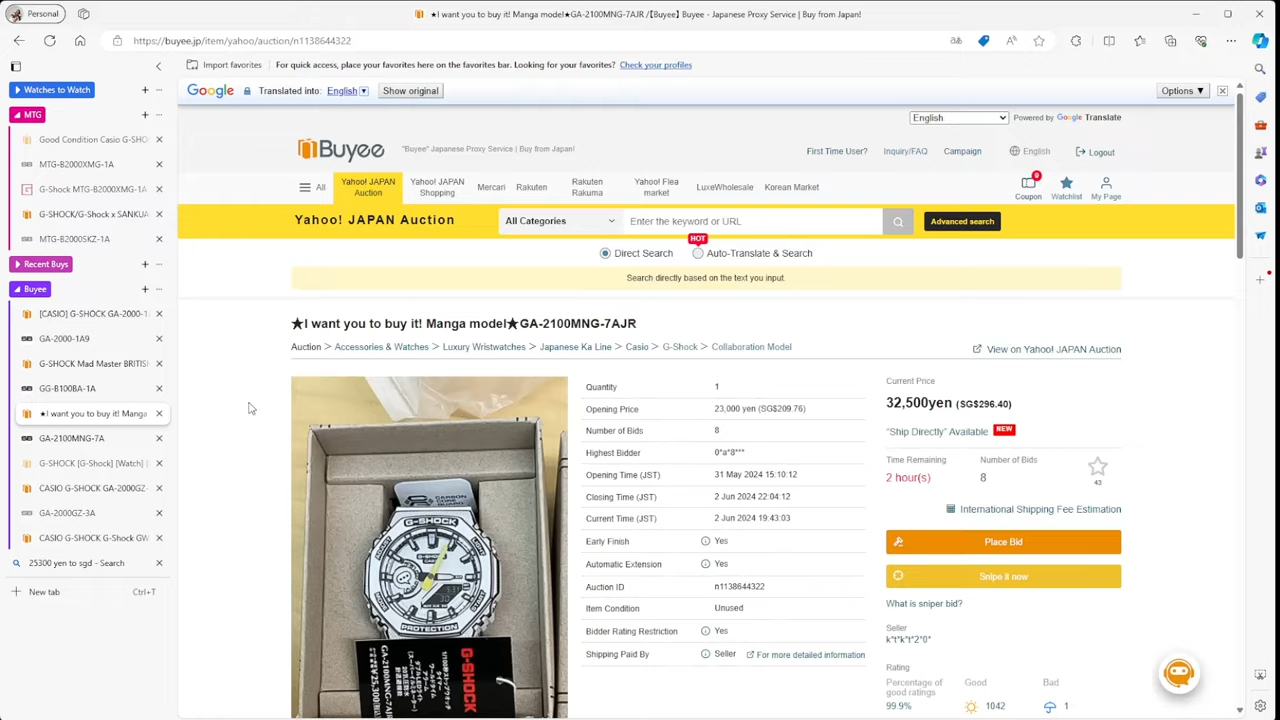 Personal
★I want you to buy it! Manga model★GA-2100MNG-7AJR /【Buyee】 Buyee - Japanese Proxy Service | Buy from Japan!
https://buyee.jp/item/yahoo/auction/n1138644322
Import favorites
For quick access, place your favorites here on the favorites bar. Looking for your favorites? Check your profiles
Watches to Watch
MTG
Good Condition Casio G-SHO
MTG-B2000XMG-1A
G-Shock MTG-B2000XMG-1A
G-SHOCK/G-Shock x SANKUA
MTG-B2000SKZ-1A
Recent Buys
Buyee
[CASIO] G-SHOCK GA-2000-1
GA-2000-1A9
G-SHOCK Mad Master BRITISH
GG-B100BA-1A
★I want you to buy it! Manga
GA-2100MNG-7A
G-SHOCK [G-Shock] [Watch] [
CASIO G-SHOCK GA-2000GZ-
GA-2000GZ-3A
CASIO G-SHOCK G-Shock GW
25300 yen to sgd - Search
New tab
Ctrl+T
Google Translated into: English Show original
Options ▼
English
Powered by Google Translate
Buyee
"Buyee" Japanese Proxy Service | Buy from Japan!
First Time User?
Inquiry/FAQ
Campaign
English
Logout
All
Yahoo! JAPAN Auction
Yahoo! JAPAN Shopping
Mercari
Rakuten
Rakuten Rakuma
Yahoo! Flea market
LuxeWholesale
Korean Market
9
Coupon
Watchlist
My Page
Yahoo! JAPAN Auction
All Categories
Enter the keyword or URL
Advanced search
HOT
Direct Search
Auto-Translate & Search
Search directly based on the text you input.
★I want you to buy it! Manga model★GA-2100MNG-7AJR
Auction > Accessories & Watches > Luxury Wristwatches > Japanese Ka Line > Casio > G-Shock > Collaboration Model
View on Yahoo! JAPAN Auction
Quantity 1
Opening Price 23,000 yen (SG$209.76)
Number of Bids 8
Highest Bidder 0*a*8***
Opening Time (JST) 31 May 2024 15:10:12
Closing Time (JST) 2 Jun 2024 22:04:12
Current Time (JST) 2 Jun 2024 19:43:03
Early Finish Yes
Automatic Extension Yes
Auction ID n1138644322
Item Condition Unused
Bidder Rating Restriction Yes
Shipping Paid By Seller For more detailed information
Current Price
32,500yen (SG$296.40)
"Ship Directly" Available NEW
Time Remaining
2 hour(s)
Number of Bids
8
43
International Shipping Fee Estimation
Place Bid
Snipe it now
What is sniper bid?
Seller
k*t*k*t*2*0*
Rating
Percentage of good ratings
99.9%
Good
1042
Bad
1
CARBON CORE GUARD
G-SHOCK
PROTECTION
G-SHOCK
GA-2100MNG-7AJR